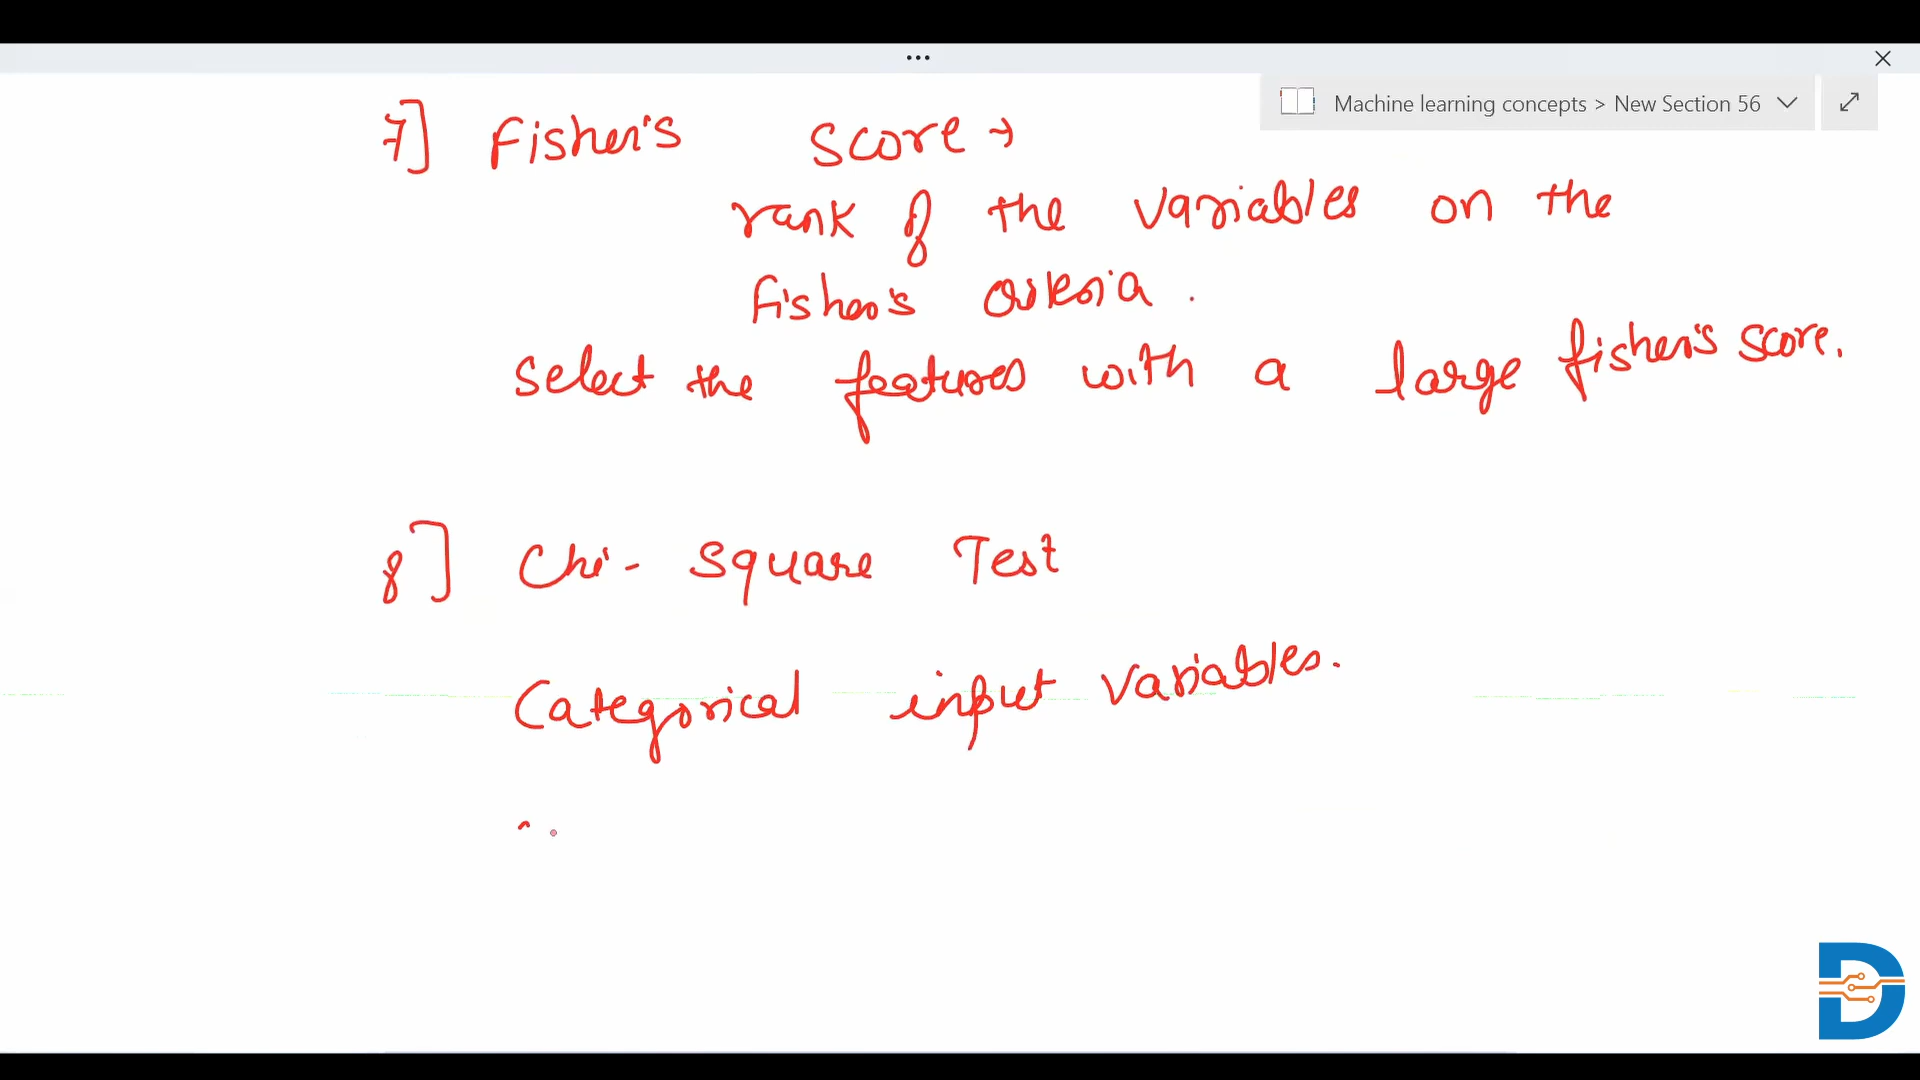 Machine learning concepts > New Section 56
7] Fisher's Score →
rank of the variables on the
Fisher's criteria.
Select the features with a large fisher's score.
8] Chi-Square Test
Categorical input variables.